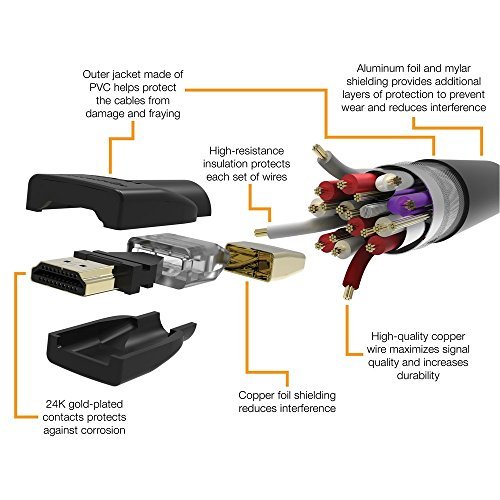 Outer jacket made of
PVC helps protect
the cables from
damage and fraying
Aluminum foil and mylar
shielding provides additional
layers of protection to prevent
wear and reduces interference
High-resistance
insulation protects
each set of wires
High-quality copper
wire maximizes signal
quality and increases
durability
24K gold-plated
contacts protects
against corrosion
Copper foil shielding
reduces interference